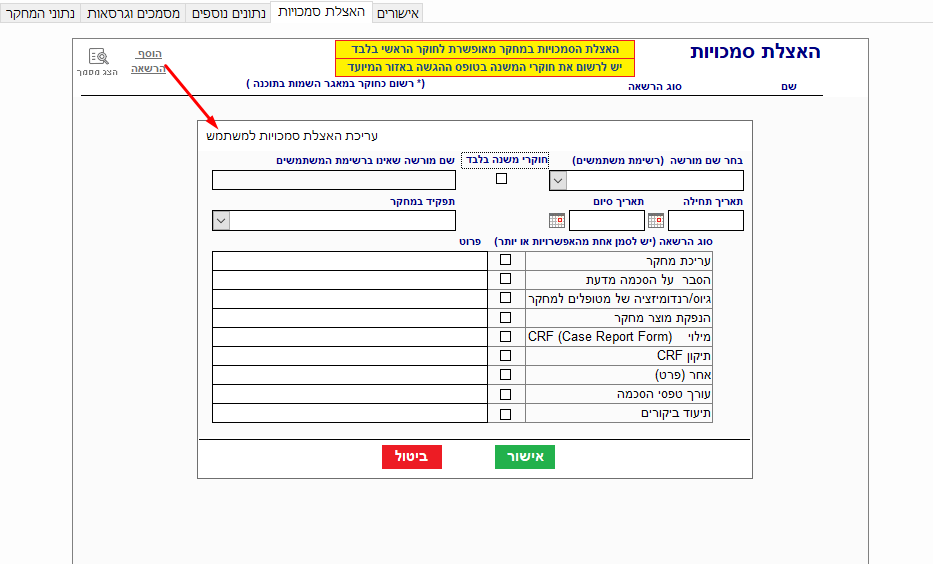 אישורים
האצלת סמכויות
נתונים נוספים
מסמכים וגרסאות
נתוני המחקר
האצלת סמכויות
האצלת הסמכויות במחקר מאופשרת לחוקר הראשי בלבד
יש לרשום את חוקרי המשנה בטופס ההגשה באזור המיועד
הוסף
הרשאה
הצג מסמך
שם
סוג הרשאה
(* רשום כחוקר במאגר השמות בתוכנה )
עריכת האצלת סמכויות למשתמש
בחר שם מורשה (רשימת משתמשים)
חוקרי משנה בלבד
שם מורשה שאינו ברשימת המשתמשים
תאריך תחילה
תאריך סיום
תפקיד במחקר
סוג הרשאה (יש לסמן אחת מהאפשרויות או יותר)
פרוט
עריכת מחקר
הסבר על הסכמה מדעת
גיוס/רנדומיזציה של מטופלים למחקר
הנפקת מוצר מחקר
מילוי CRF (Case Report Form)
תיקון CRF
אחר (פרט)
עורך טפסי הסכמה
תיעוד ביקורים
אישור
ביטול